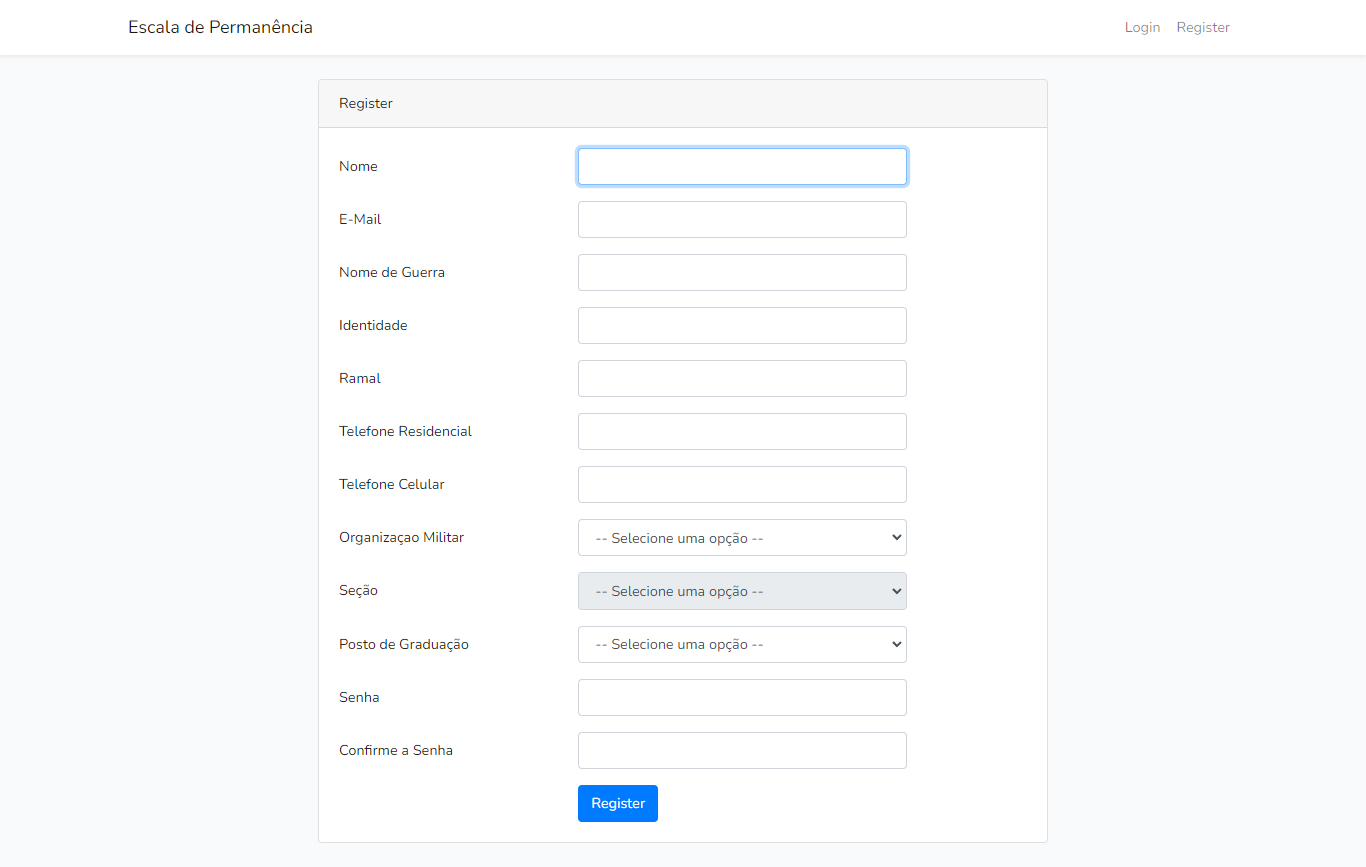 Escala de Permanência
Login Register
Register
Nome
E-Mail
Nome de Guerra
Identidade
Ramal
Telefone Residencial
Telefone Celular
Organizaçao Militar -- Selecione uma opção --
Seção -- Selecione uma opção --
Posto de Graduação -- Selecione uma opção --
Senha
Confirme a Senha
Register